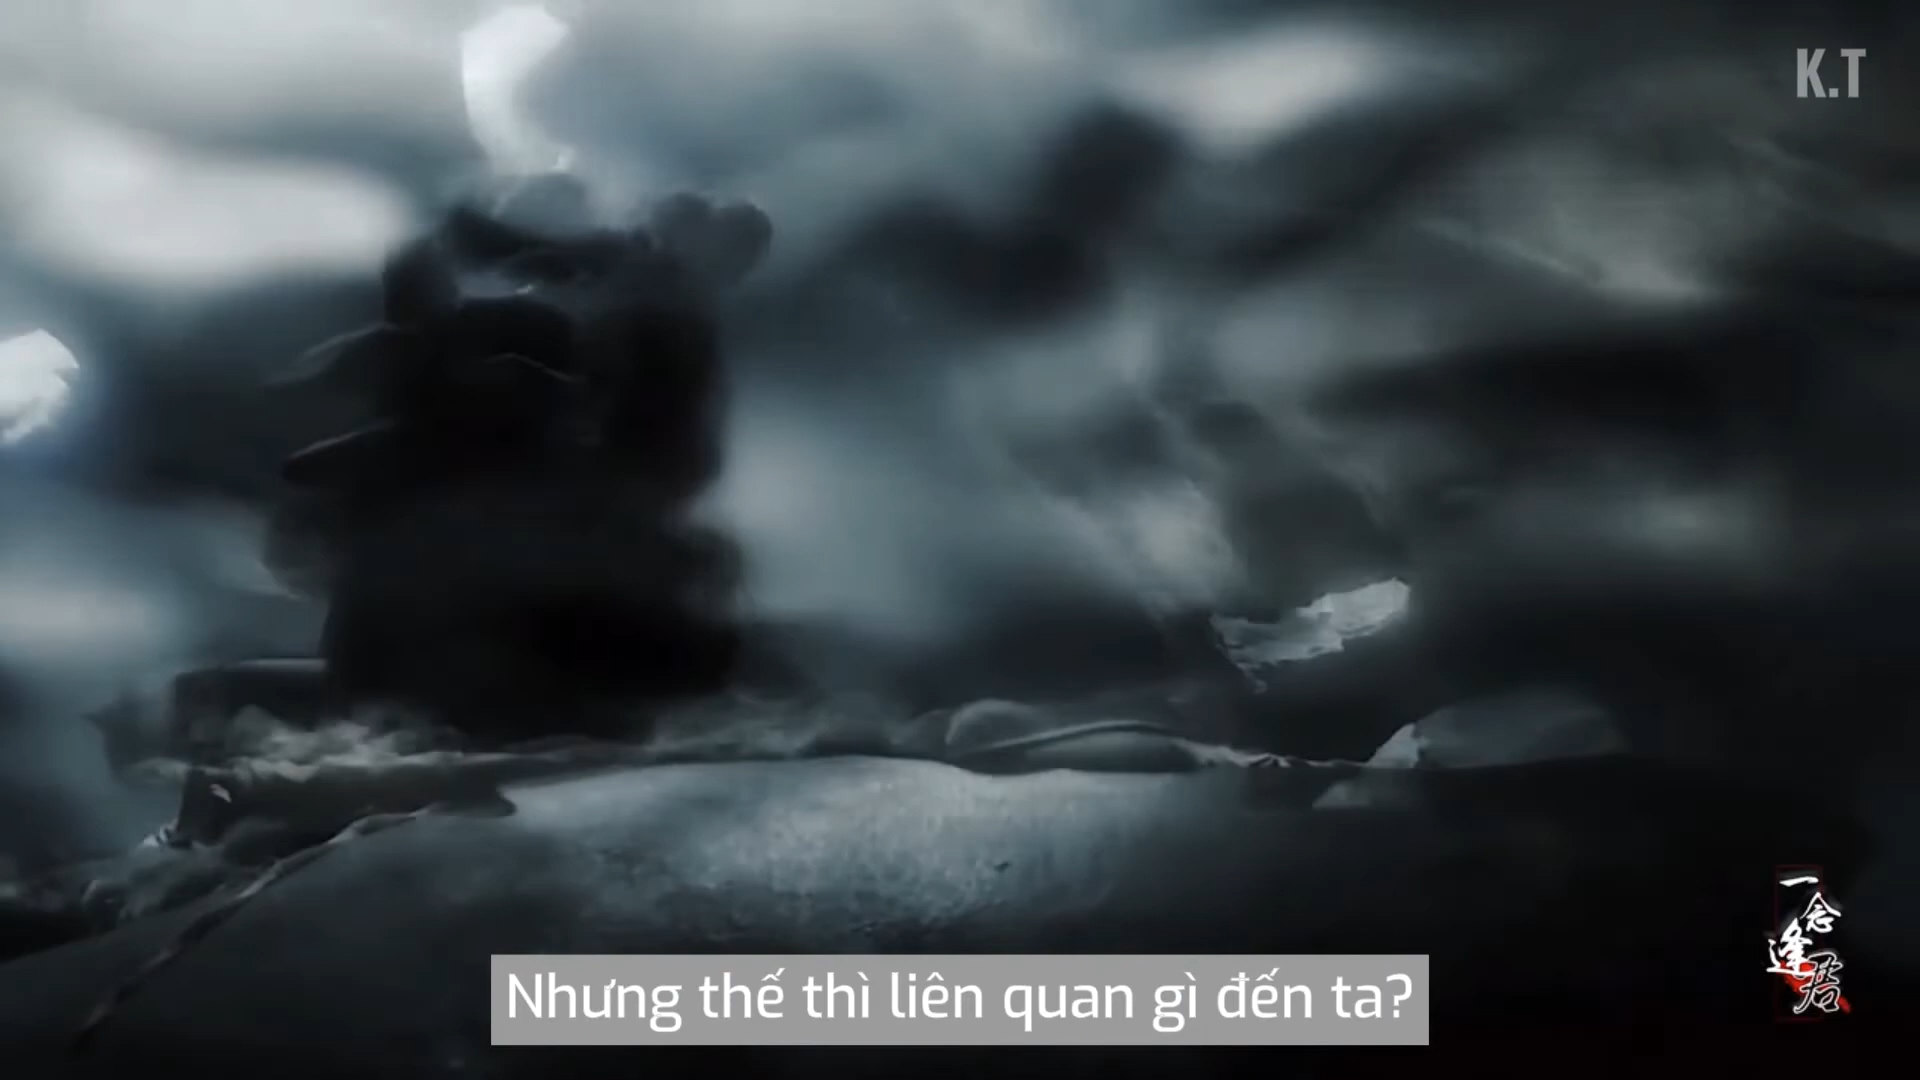 K.T
一念逢君
Nhưng thế thì liên quan gì đến ta?